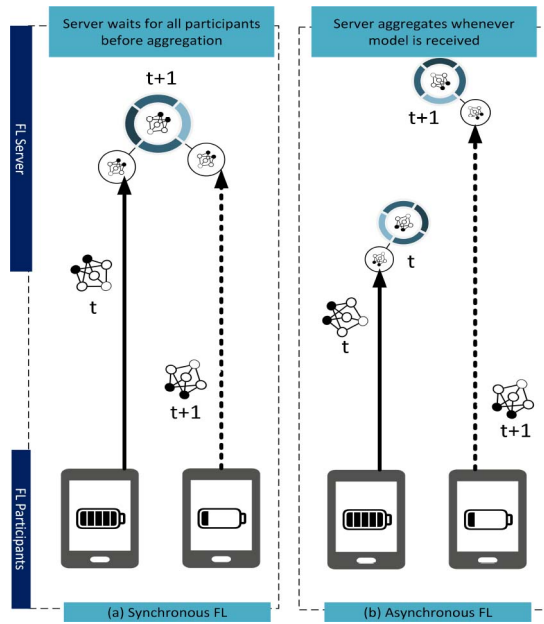 Server waits for all participants
before aggregation
t+1
FL Server
t
t+1
FL Participants
(a) Synchronous FL
Server aggregates whenever
model is received
t+1
t
t
t+1
(b) Asynchronous FL